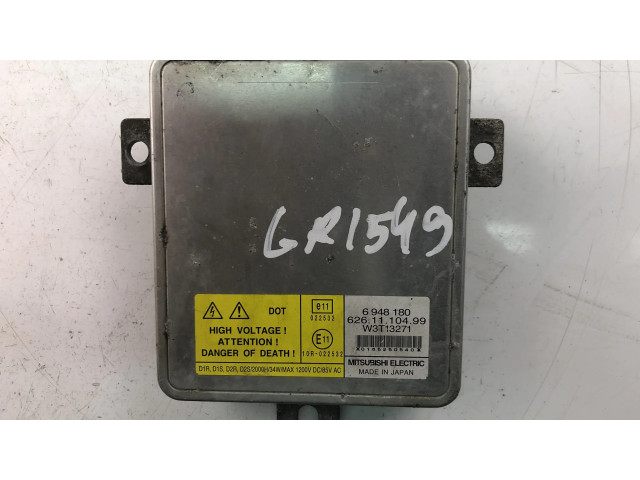 GR1549
DOT
HIGH VOLTAGE!
ATTENTION!
DANGER OF DEATH!
D1R, D1S, D2R, D2S/2000H/34W/MAX 1200V DC/85V AC
e11
022532
E11
10R-022532
6 948 180
626.11.104.99
W3T13271
MITSUBISHI ELECTRIC
MADE IN JAPAN